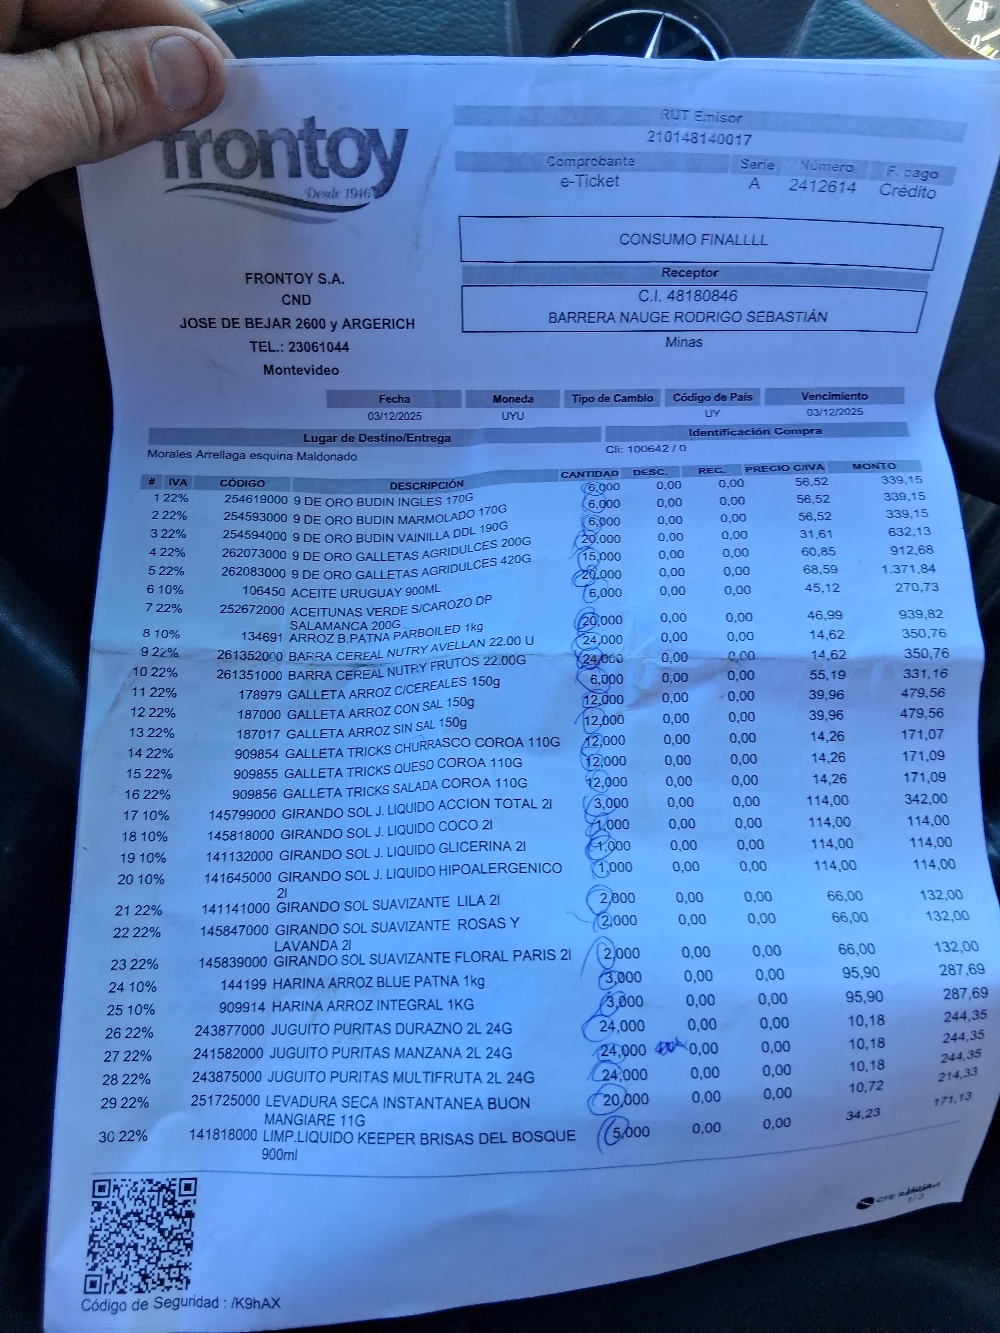 frontoy
Desde 1946
RUT Emisor
210148140017
Comprobante Serie Número F. pago
e-Ticket A 2412614 Crédito
CONSUMO FINALLLL
Receptor
C.I. 48180846
BARRERA NAUGE RODRIGO SEBASTIÁN
Minas
FRONTOY S.A.
CND
JOSE DE BEJAR 2600 y ARGERICH
TEL.: 23061044
Montevideo
Fecha Moneda Tipo de Cambio Código de País Vencimiento
03/12/2025 UYU UY 03/12/2025
Lugar de Destino/Entrega Identificación Compra
Morales Arrellaga esquina Maldonado Cli: 100642 / 0
# IVA CÓDIGO DESCRIPCIÓN CANTIDAD DESC. REC. PRECIO C/IVA MONTO
1 22% 254619000 9 DE ORO BUDIN INGLES 170G 6,000 0,00 0,00 56,52 339,15
2 22% 254593000 9 DE ORO BUDIN MARMOLADO 170G 6,000 0,00 0,00 56,52 339,15
3 22% 254594000 9 DE ORO BUDIN VAINILLA DDL 190G 6,000 0,00 0,00 56,52 339,15
4 22% 262073000 9 DE ORO GALLETAS AGRIDULCES 200G 20,000 0,00 0,00 31,61 632,13
5 22% 262083000 9 DE ORO GALLETAS AGRIDULCES 420G 15,000 0,00 0,00 60,85 912,68
6 10% 106450 ACEITE URUGUAY 900ML 20,000 0,00 0,00 68,59 1.371,84
7 22% 252672000 ACEITUNAS VERDE S/CAROZO DP 6,000 0,00 0,00 45,12 270,73
SALAMANCA 200G
8 10% 134691 ARROZ B.PATNA PARBOILED 1kg 20,000 0,00 0,00 46,99 939,82
9 22% 261352000 BARRA CEREAL NUTRY AVELLAN 22.00 U 24,000 0,00 0,00 14,62 350,76
10 22% 261351000 BARRA CEREAL NUTRY FRUTOS 22.00G 24,000 0,00 0,00 14,62 350,76
11 22% 178979 GALLETA ARROZ C/CEREALES 150g 6,000 0,00 0,00 55,19 331,16
12 22% 187000 GALLETA ARROZ CON SAL 150g 12,000 0,00 0,00 39,96 479,56
13 22% 187017 GALLETA ARROZ SIN SAL 150g 12,000 0,00 0,00 39,96 479,56
14 22% 909854 GALLETA TRICKS CHURRASCO COROA 110G 12,000 0,00 0,00 14,26 171,07
15 22% 909855 GALLETA TRICKS QUESO COROA 110G 12,000 0,00 0,00 14,26 171,09
16 22% 909856 GALLETA TRICKS SALADA COROA 110G 12,000 0,00 0,00 14,26 171,09
17 10% 145799000 GIRANDO SOL J. LIQUIDO ACCION TOTAL 2l 3,000 0,00 0,00 114,00 342,00
18 10% 145818000 GIRANDO SOL J. LIQUIDO COCO 2l 1,000 0,00 0,00 114,00 114,00
19 10% 141132000 GIRANDO SOL J. LIQUIDO GLICERINA 2l 1,000 0,00 0,00 114,00 114,00
20 10% 141645000 GIRANDO SOL J. LIQUIDO HIPOALERGENICO 1,000 0,00 0,00 114,00 114,00
2l
21 22% 141141000 GIRANDO SOL SUAVIZANTE LILA 2l 2,000 0,00 0,00 66,00 132,00
22 22% 145847000 GIRANDO SOL SUAVIZANTE ROSAS Y 2,000 0,00 0,00 66,00 132,00
LAVANDA 2l
23 22% 145839000 GIRANDO SOL SUAVIZANTE FLORAL PARIS 2l 2,000 0,00 0,00 66,00 132,00
24 10% 144199 HARINA ARROZ BLUE PATNA 1kg 3,000 0,00 0,00 95,90 287,69
25 10% 909914 HARINA ARROZ INTEGRAL 1KG 3,000 0,00 0,00 95,90 287,69
26 22% 243877000 JUGUITO PURITAS DURAZNO 2L 24G 24,000 0,00 0,00 10,18 244,35
27 22% 241582000 JUGUITO PURITAS MANZANA 2L 24G 24,000 0,00 0,00 10,18 244,35
28 22% 243875000 JUGUITO PURITAS MULTIFRUTA 2L 24G 24,000 0,00 0,00 10,18 244,35
29 22% 251725000 LEVADURA SECA INSTANTANEA BUON 20,000 0,00 0,00 10,72 214,33
MANGIARE 11G
30 22% 141818000 LIMP.LIQUIDO KEEPER BRISAS DEL BOSQUE 5,000 0,00 0,00 34,23 171,13
900ml
CFE
1/3
Código de Seguridad : /K9hAX